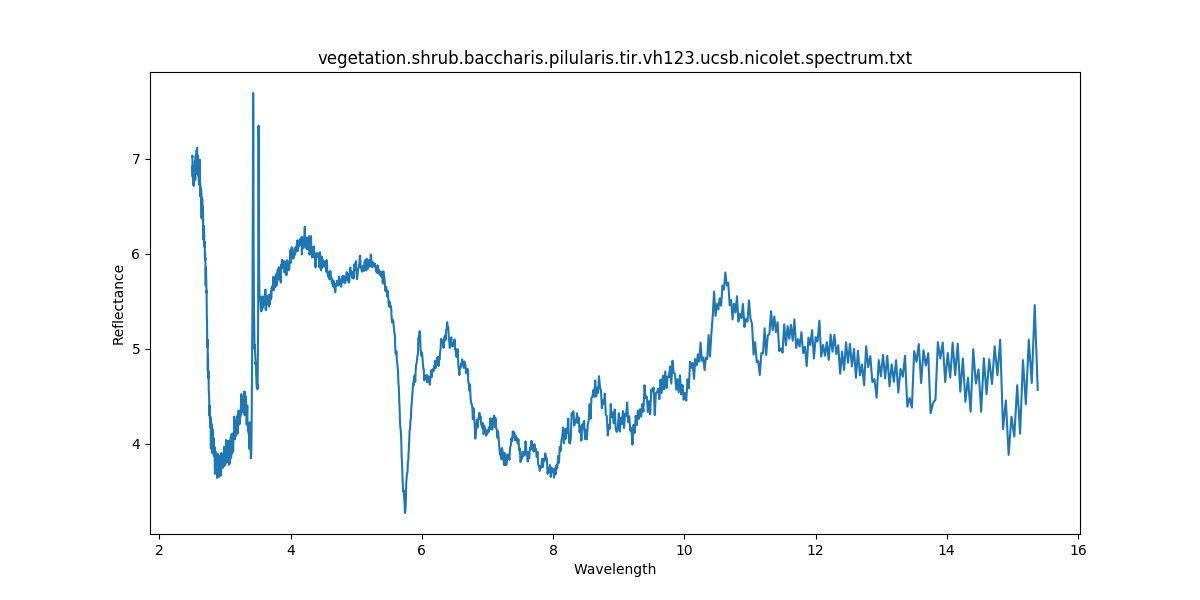 vegetation.shrub.baccharis.pilularis.tir.vh123.ucsb.nicolet.spectrum.txt
7
6
5
4
Reflectance
2 4 6 8 10 12 14 16
Wavelength